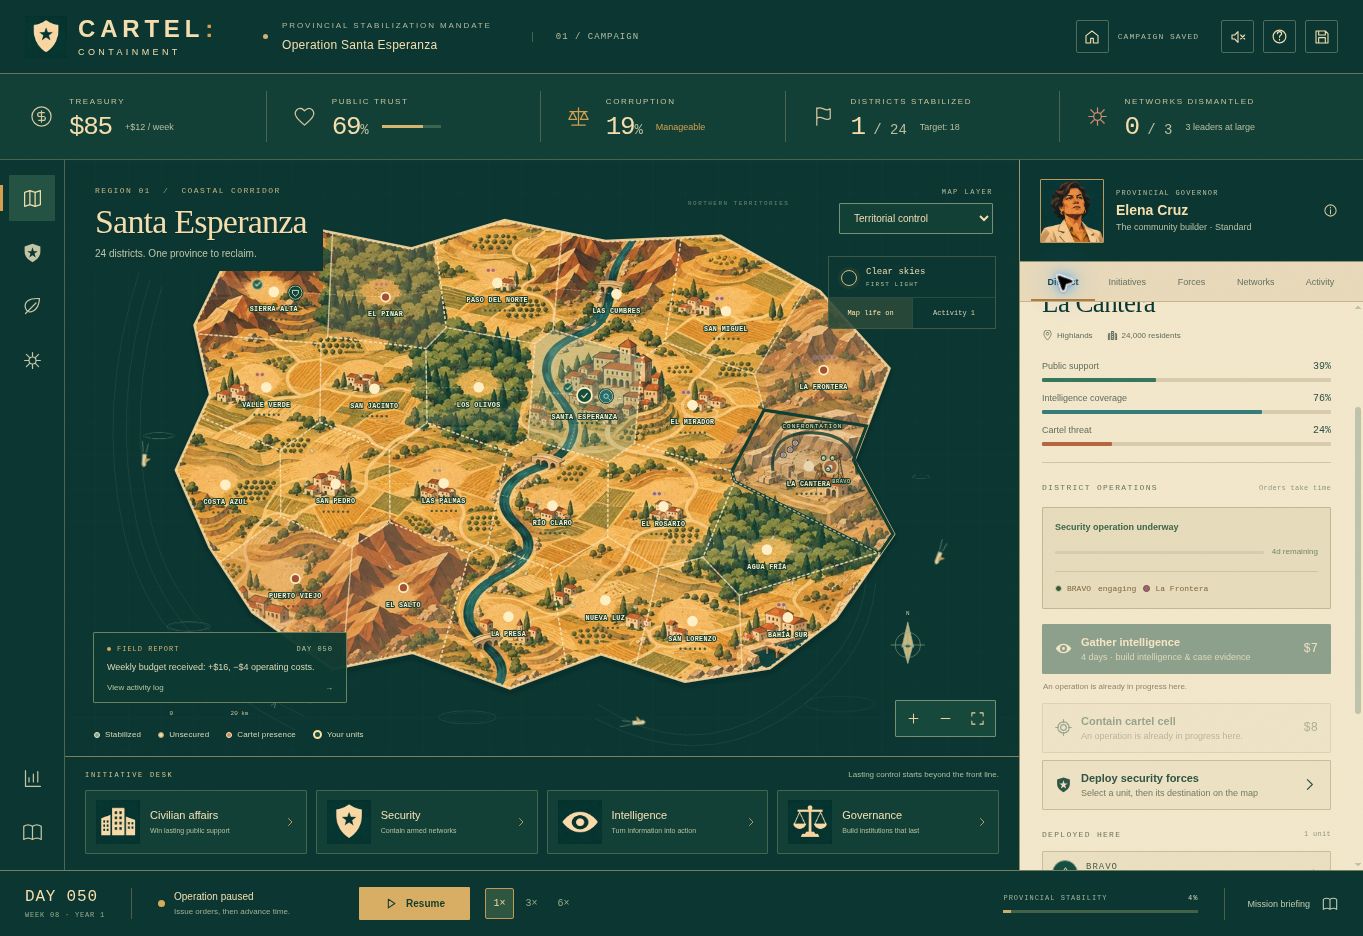 CARTEL:
CONTAINMENT
PROVINCIAL STABILIZATION MANDATE
Operation Santa Esperanza
01 / CAMPAIGN
CAMPAIGN SAVED
TREASURY
$85 +$12 / week
PUBLIC TRUST
69%
CORRUPTION
19% Manageable
DISTRICTS STABILIZED
1 / 24 Target: 18
NETWORKS DISMANTLED
0 / 3 3 leaders at large
REGION 01 / COASTAL CORRIDOR
Santa Esperanza
24 districts. One province to reclaim.
NORTHERN TERRITORIES
MAP LAYER
Territorial control
Clear skies
FIRST LIGHT
Map life on
Activity 1
SIERRA ALTA
EL PINAR
PASO DEL NORTE
LAS CUMBRES
SAN MIGUEL
VALLE VERDE
SAN JACINTO
LOS OLIVOS
SANTA ESPERANZA
EL MIRADOR
LA FRONTERA
CONFRONTATION
LA CANTERA
BRAVO
COSTA AZUL
SAN PEDRO
LAS PALMAS
RÍO CLARO
EL ROSARIO
AGUA FRÍA
PUERTO VIEJO
EL SALTO
LA PRESA
NUEVA LUZ
SAN LORENZO
BAHÍA SUR
N
FIELD REPORT DAY 050
Weekly budget received: +$16, −$4 operating costs.
View activity log →
0 20 km
Stabilized
Unsecured
Cartel presence
Your units
INITIATIVE DESK
Lasting control starts beyond the front line.
Civilian affairs
Win lasting public support
Security
Contain armed networks
Intelligence
Turn information into action
Governance
Build institutions that last
PROVINCIAL GOVERNOR
Elena Cruz
The community builder · Standard
Initiatives
Forces
Networks
Activity
La Cantera
Highlands
24,000 residents
Public support 39%
Intelligence coverage 76%
Cartel threat 24%
DISTRICT OPERATIONS Orders take time
Security operation underway
4d remaining
BRAVO engaging La Frontera
Gather intelligence $7
4 days · build intelligence & case evidence
An operation is already in progress here.
Contain cartel cell $8
An operation is already in progress here.
Deploy security forces
Select a unit, then its destination on the map
DEPLOYED HERE 1 unit
BRAVO
DAY 050
WEEK 08 · YEAR 1
Operation paused
Issue orders, then advance time.
Resume
1×
3×
6×
PROVINCIAL STABILITY 4%
Mission briefing